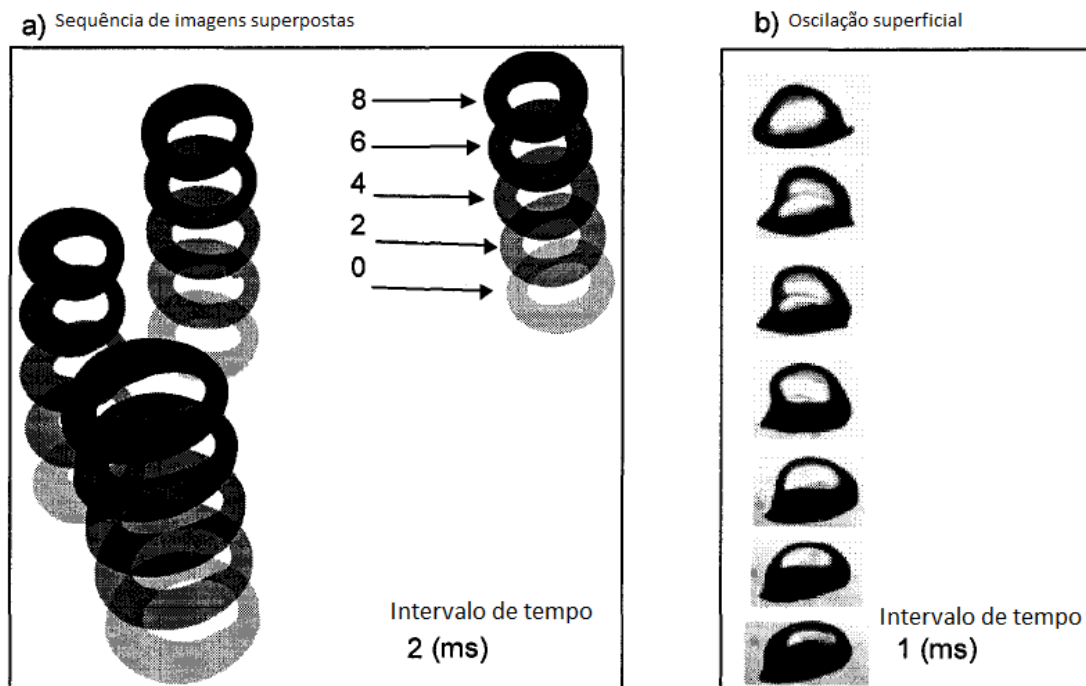 a) Sequência de imagens superpostas
8
6
4
2
0
Intervalo de tempo
2 (ms)
b) Oscilação superficial
Intervalo de tempo
1 (ms)